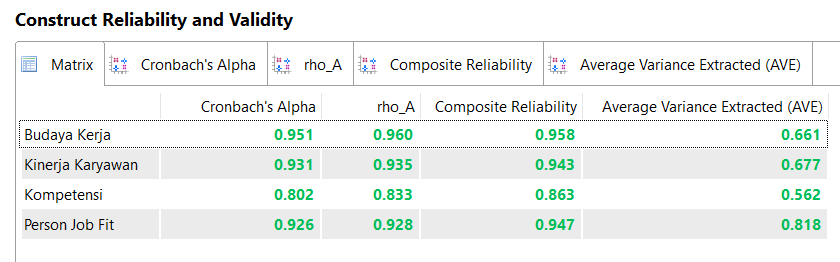 Construct Reliability and Validity
Matrix Cronbach's Alpha rho_A Composite Reliability Average Variance Extracted (AVE)
Cronbach's Alpha rho_A Composite Reliability Average Variance Extracted (AVE)
Budaya Kerja 0.951 0.960 0.958 0.661
Kinerja Karyawan 0.931 0.935 0.943 0.677
Kompetensi 0.802 0.833 0.863 0.562
Person Job Fit 0.926 0.928 0.947 0.818